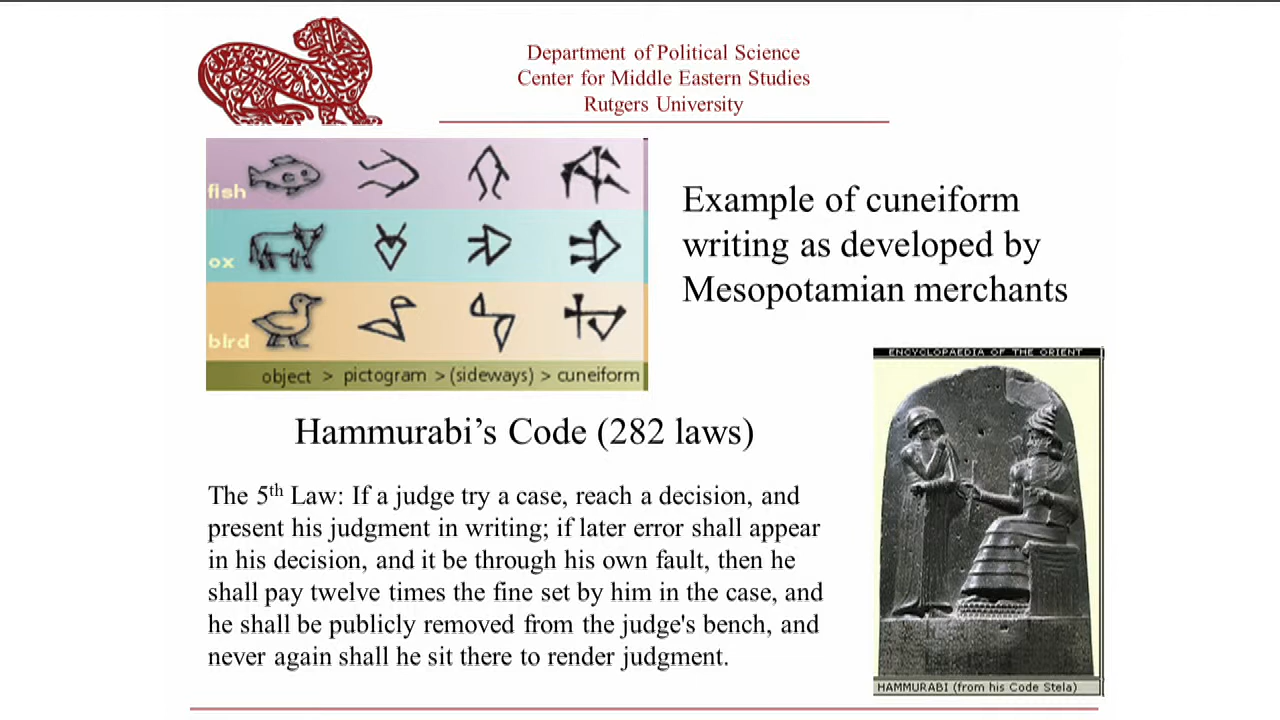 Department of Political Science
Center for Middle Eastern Studies
Rutgers University
fish
ox
bird
object > pictogram > (sideways) > cuneiform
Example of cuneiform
writing as developed by
Mesopotamian merchants
ENCYCLOPAEDIA OF THE ORIENT
HAMMURABI (from his Code Stela)
Hammurabi’s Code (282 laws)
The 5th Law: If a judge try a case, reach a decision, and
present his judgment in writing; if later error shall appear
in his decision, and it be through his own fault, then he
shall pay twelve times the fine set by him in the case, and
he shall be publicly removed from the judge's bench, and
never again shall he sit there to render judgment.